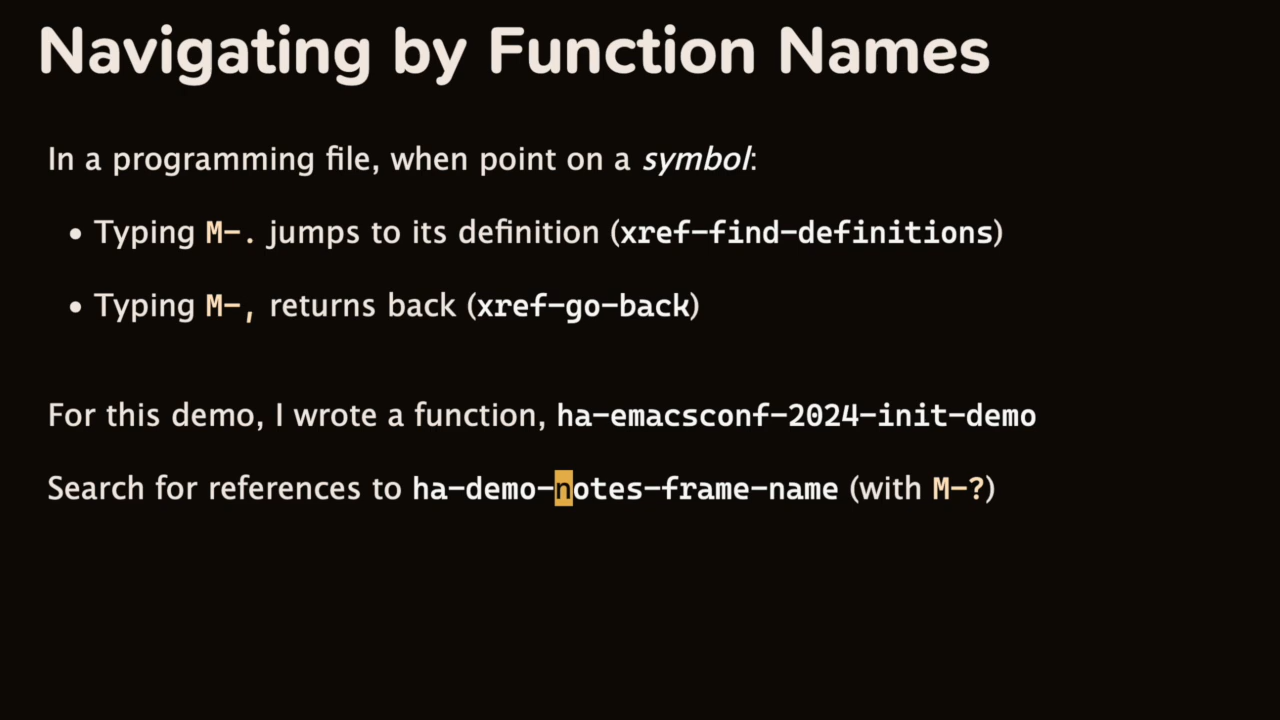 Navigating by Function Names
In a programming file, when point on a symbol:
• Typing M-. jumps to its definition (xref-find-definitions)
• Typing M-, returns back (xref-go-back)
For this demo, I wrote a function, ha-emacsconf-2024-init-demo
Search for references to ha-demo-notes-frame-name (with M-?)